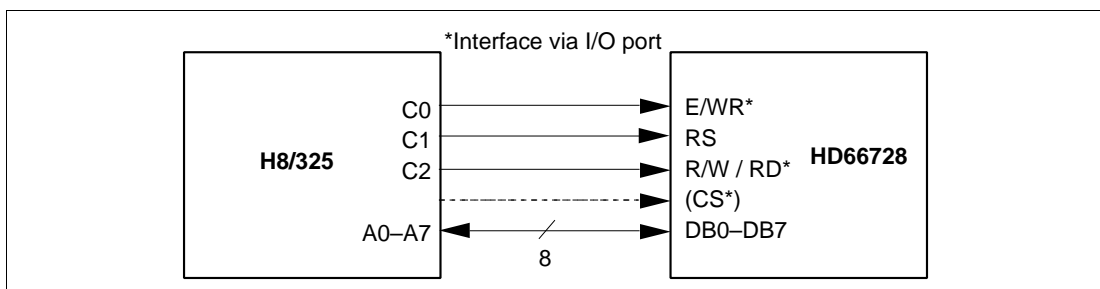 *Interface via I/O port
C0
E/WR*
C1
RS
H8/325
HD66728
C2
R/W / RD*
(CS*)
A0–A7
DB0–DB7
8